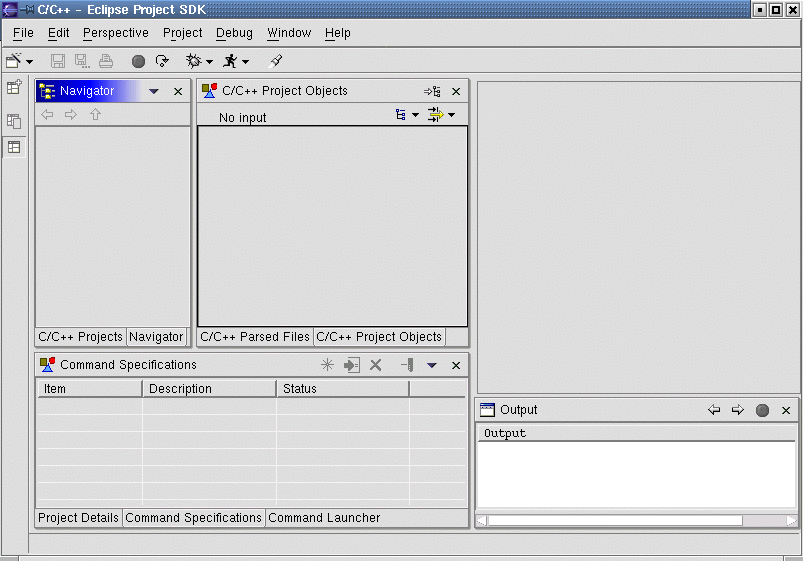 C/C++ - Eclipse Project SDK
File Edit Perspective Project Debug Window Help
Navigator
C/C++ Project Objects
No input
C/C++ Projects Navigator
C/C++ Parsed Files C/C++ Project Objects
Command Specifications
Item Description Status
Project Details Command Specifications Command Launcher
Output
Output